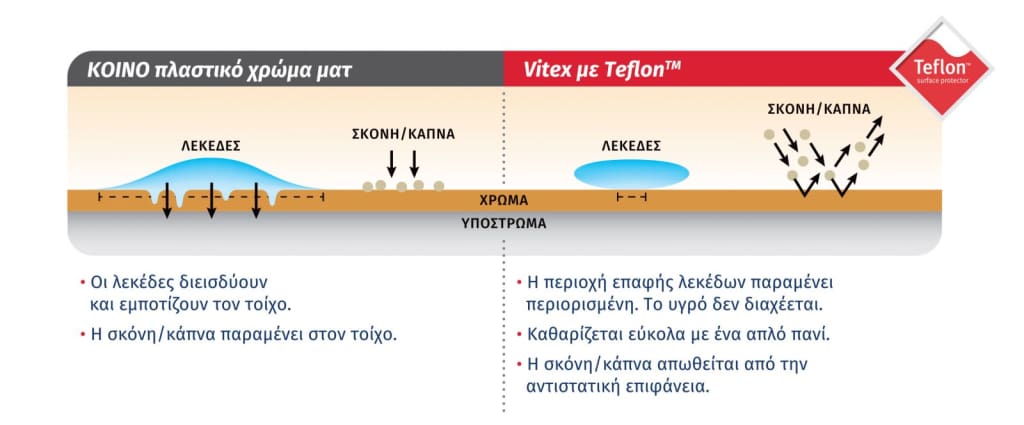 ΚΟΙΝΟ πλαστικό χρώμα ματ
Vitex με Teflon™
Teflon™
surface protector
ΛΕΚΕΔΕΣ
ΣΚΟΝΗ/ΚΑΠΝΑ
ΛΕΚΕΔΕΣ
ΣΚΟΝΗ/ΚΑΠΝΑ
ΧΡΩΜΑ
ΥΠΟΣΤΡΩΜΑ
• Οι λεκέδες διεισδύουν
και εμποτίζουν τον τοίχο.
• Η σκόνη/κάπνα παραμένει στον τοίχο.
• Η περιοχή επαφής λεκέδων παραμένει
περιορισμένη. Το υγρό δεν διαχέεται.
• Καθαρίζεται εύκολα με ένα απλό πανί.
• Η σκόνη/κάπνα απωθείται από την
αντιστατική επιφάνεια.